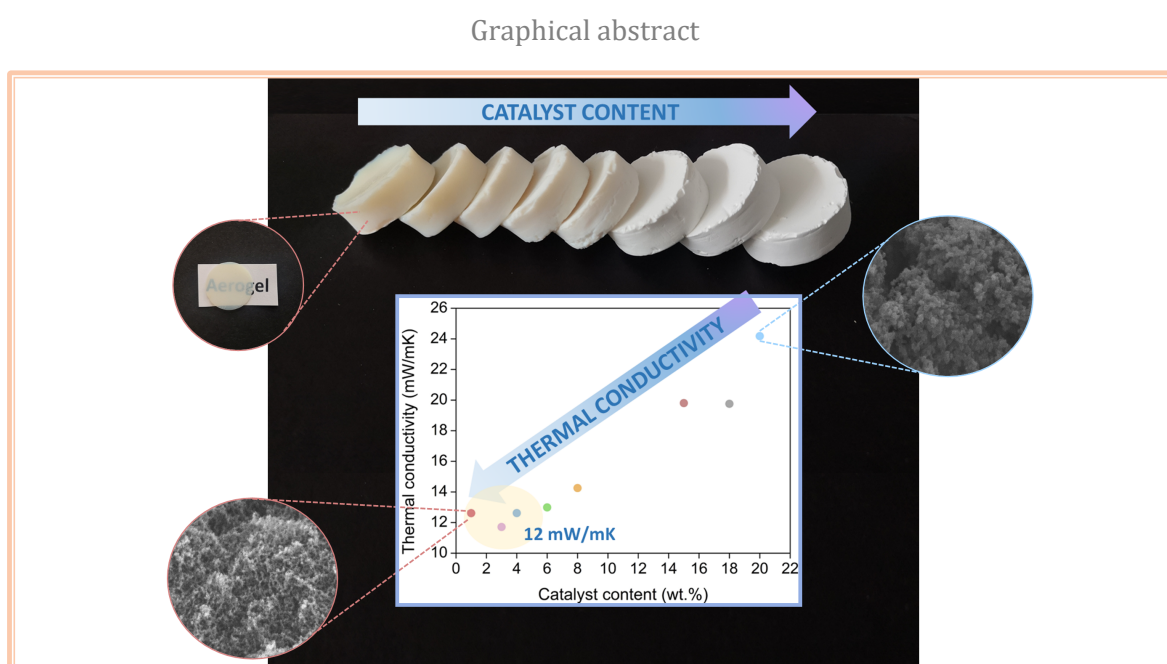 Graphical abstract
CATALYST CONTENT
Aerogel
THERMAL CONDUCTIVITY
Thermal conductivity (mW/mK)
26
24
22
20
18
16
14
12
10
12 mW/mK
0 2 4 6 8 10 12 14 16 18 20 22
Catalyst content (wt.%)